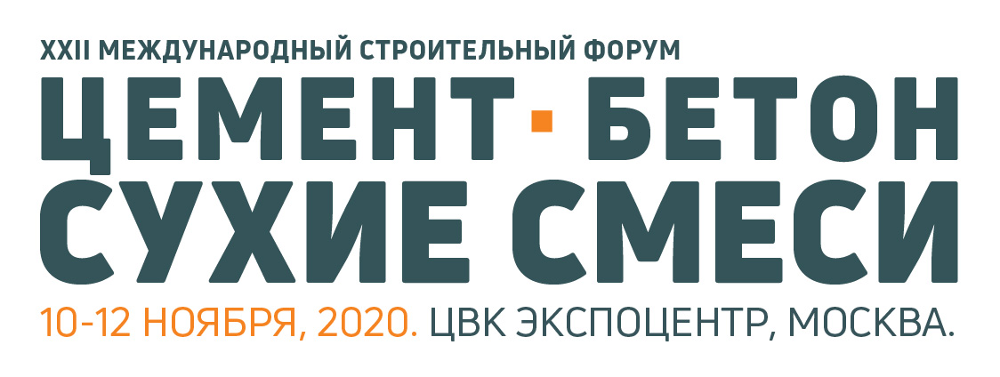 XXII МЕЖДУНАРОДНЫЙ СТРОИТЕЛЬНЫЙ ФОРУМ
ЦЕМЕНТ ▪ БЕТОН
СУХИЕ СМЕСИ
10-12 НОЯБРЯ, 2020. ЦВК ЭКСПОЦЕНТР, МОСКВА.